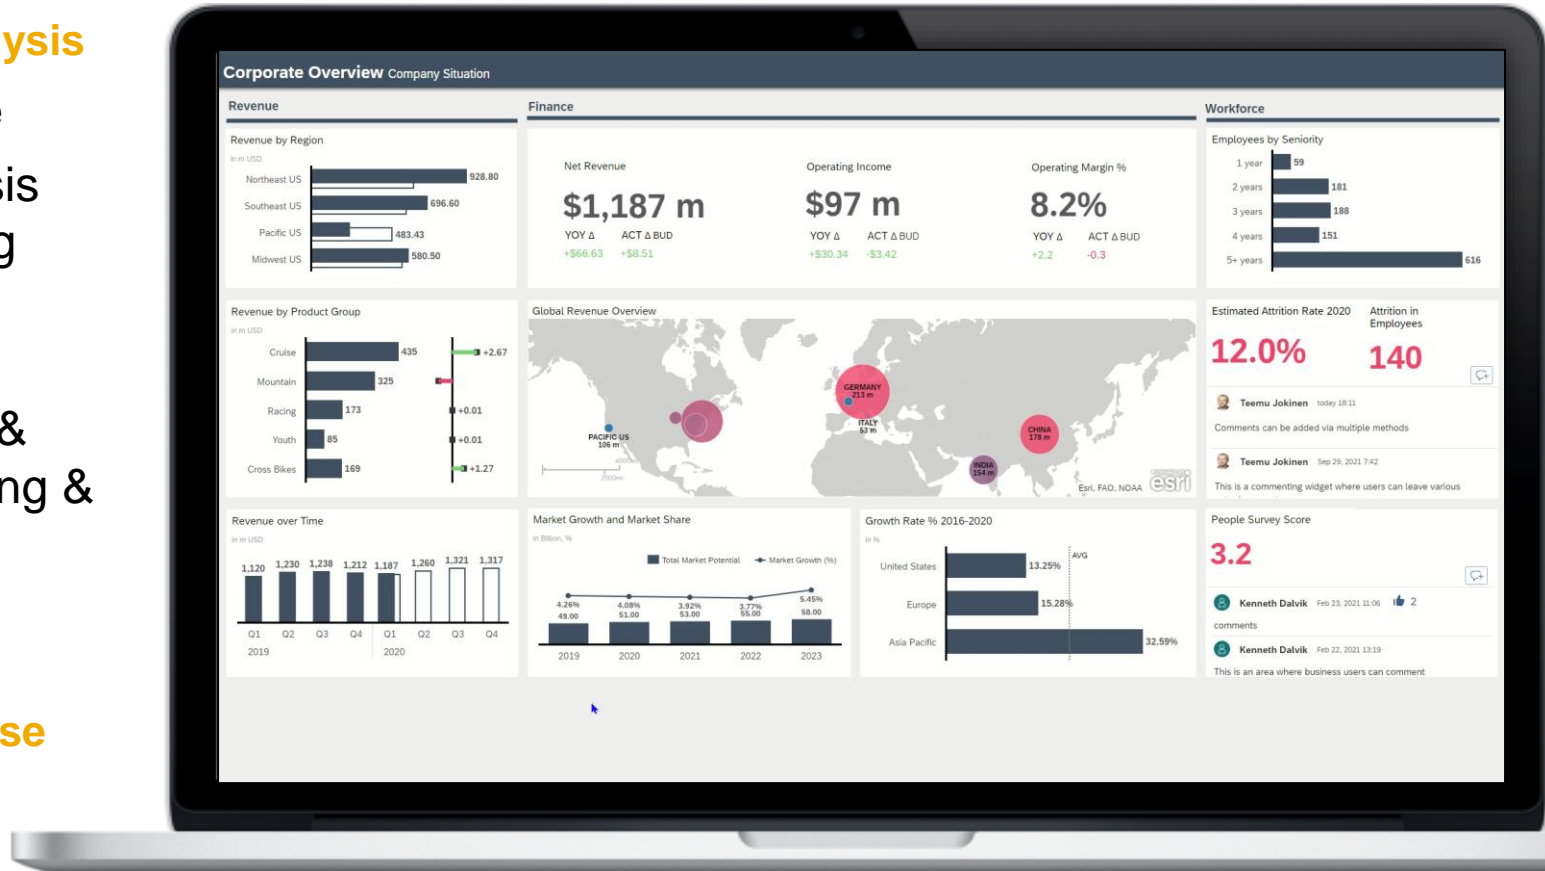 ysis
e
sis
g
&
ng &
se
Corporate Overview Company Situation
Revenue
Finance
Workforce
Revenue by Region
in m USD
Northeast US 928.80
Southeast US 696.60
Pacific US 483.43
Midwest US 580.50
Net Revenue
$1,187 m
YOY Δ ACT Δ BUD
+$66.63 +$8.51
Operating Income
$97 m
YOY Δ ACT Δ BUD
+$30.34 -$3.42
Operating Margin %
8.2%
YOY Δ ACT Δ BUD
+2.2 -0.3
Employees by Seniority
1 year 59
2 years 181
3 years 188
4 years 151
5+ years 616
Revenue by Product Group
in m USD
Cruise 435 +2.67
Mountain 325
Racing 173 +0.01
Youth 85 +0.01
Cross Bikes 169 +1.27
Global Revenue Overview
GERMANY
213 m
ITALY
53 m
PACIFIC US
106 m
CHINA
178 m
INDIA
154 m
2000mi
Esri, FAO, NOAA
esri
Estimated Attrition Rate 2020
12.0%
Attrition in
Employees
140
Teemu Jokinen today 18:11
Comments can be added via multiple methods
Teemu Jokinen Sep 29, 2021 7:42
This is a commenting widget where users can leave various
Revenue over Time
in m USD
1,120 1,230 1,238 1,212 1,187 1,260 1,321 1,317
Q1 Q2 Q3 Q4 Q1 Q2 Q3 Q4
2019 2020
Market Growth and Market Share
in Billion, %
Total Market Potential Market Growth (%)
4.26% 4.08% 3.92% 3.77% 5.45%
49.00 51.00 53.00 55.00 58.00
2019 2020 2021 2022 2023
Growth Rate % 2016-2020
in %
AVG
United States 13.25%
Europe 15.28%
Asia Pacific 32.59%
People Survey Score
3.2
Kenneth Dalvik Feb 23, 2021 11:06 2
comments
Kenneth Dalvik Feb 22, 2021 13:19
This is an area where business users can comment